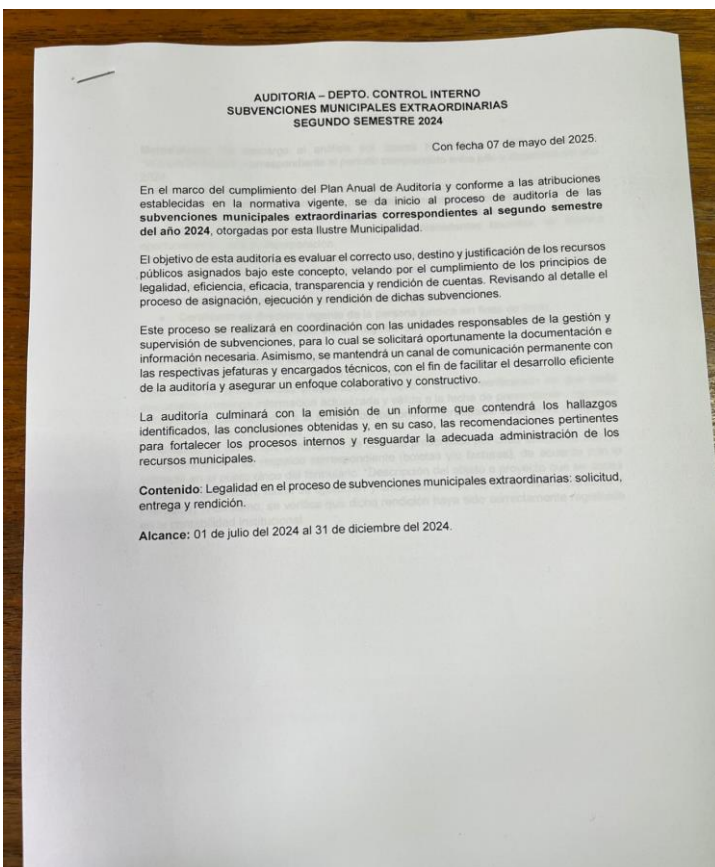 AUDITORIA – DEPTO. CONTROL INTERNO
SUBVENCIONES MUNICIPALES EXTRAORDINARIAS
SEGUNDO SEMESTRE 2024
Con fecha 07 de mayo del 2025.
En el marco del cumplimiento del Plan Anual de Auditoría y conforme a las atribuciones
establecidas en la normativa vigente, se da inicio al proceso de auditoría de las
subvenciones municipales extraordinarias correspondientes al segundo semestre
del año 2024, otorgadas por esta Ilustre Municipalidad.
El objetivo de esta auditoría es evaluar el correcto uso, destino y justificación de los recursos
públicos asignados bajo este concepto, velando por el cumplimiento de los principios de
legalidad, eficiencia, eficacia, transparencia y rendición de cuentas. Revisando al detalle el
proceso de asignación, ejecución y rendición de dichas subvenciones.
Este proceso se realizará en coordinación con las unidades responsables de la gestión y
supervisión de subvenciones, para lo cual se solicitará oportunamente la documentación e
información necesaria. Asimismo, se mantendrá un canal de comunicación permanente con
las respectivas jefaturas y encargados técnicos, con el fin de facilitar el desarrollo eficiente
de la auditoría y asegurar un enfoque colaborativo y constructivo.
La auditoría culminará con la emisión de un informe que contendrá los hallazgos
identificados, las conclusiones obtenidas y, en su caso, las recomendaciones pertinentes
para fortalecer los procesos internos y resguardar la adecuada administración de los
recursos municipales.
Contenido: Legalidad en el proceso de subvenciones municipales extraordinarias: solicitud,
entrega y rendición.
Alcance: 01 de julio del 2024 al 31 de diciembre del 2024.